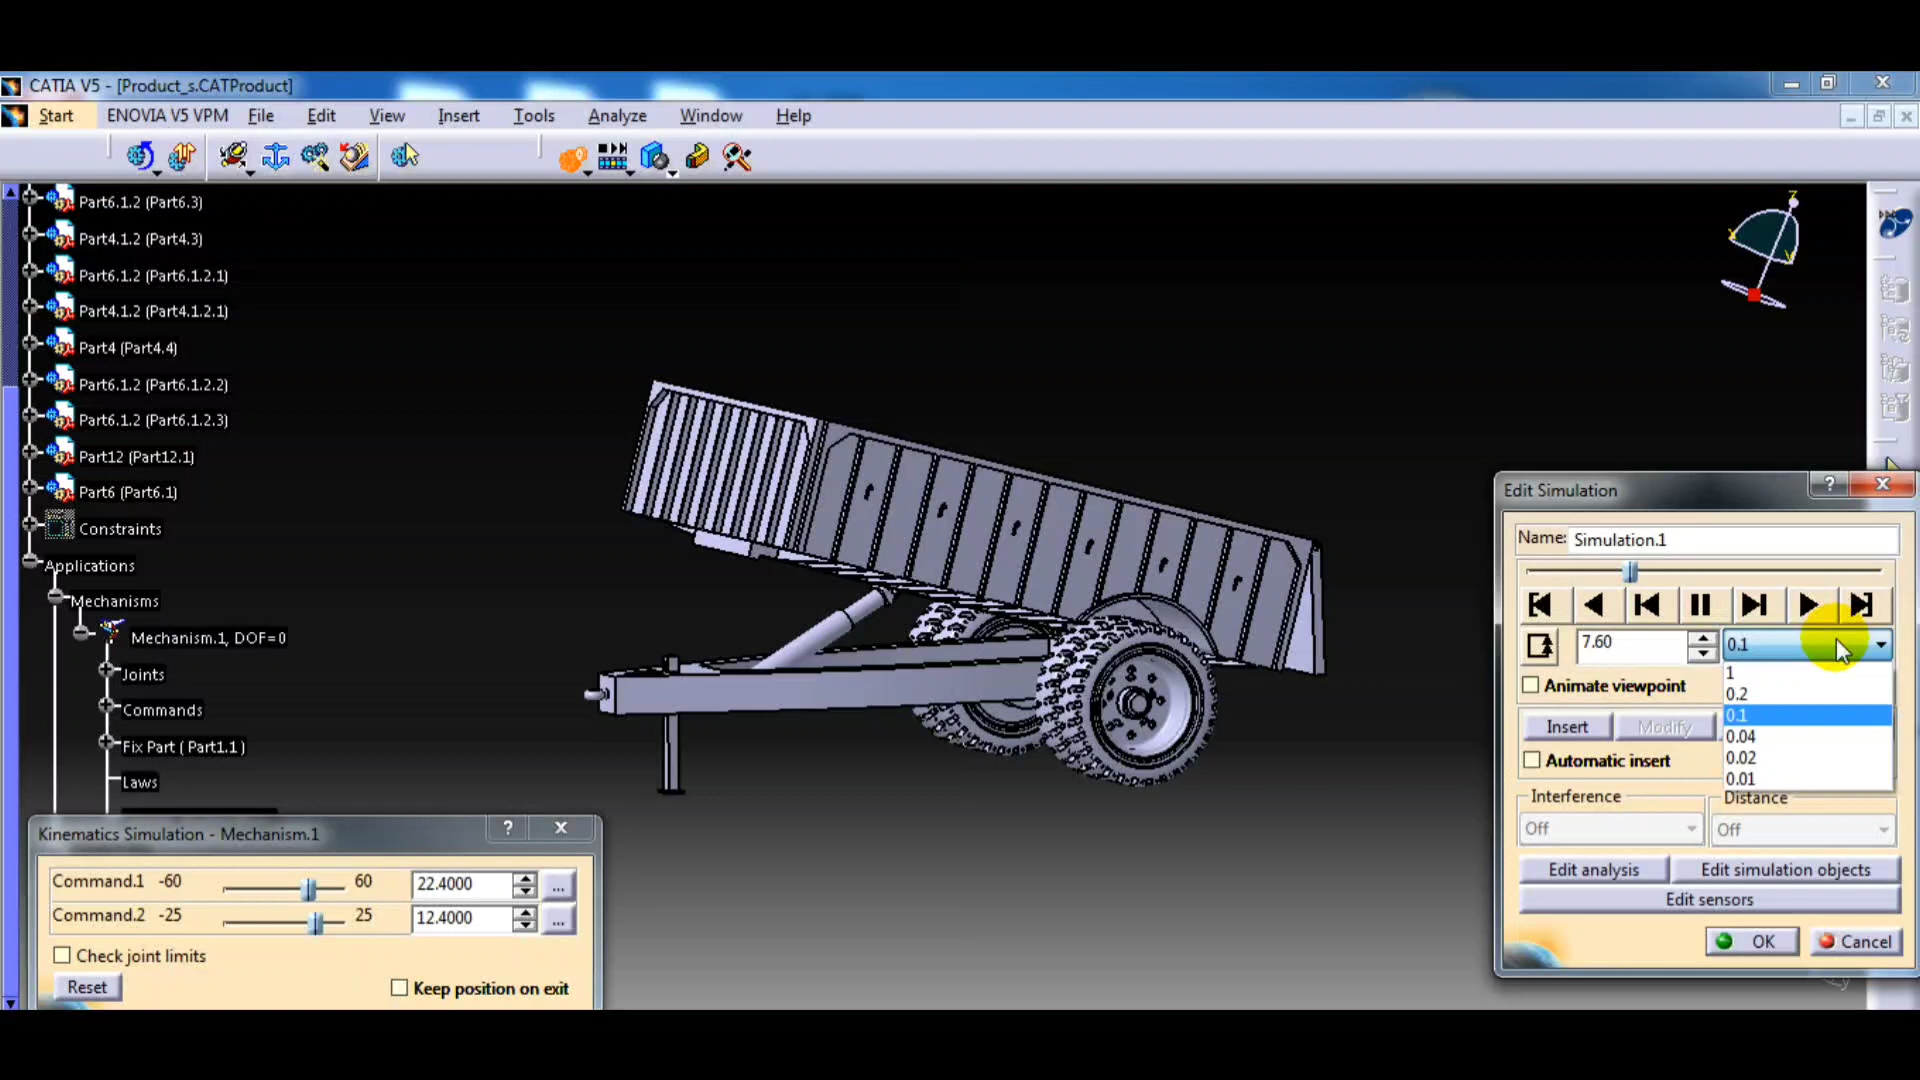 CATIA V5 - [Product_s.CATProduct]
Start ENOVIA V5 VPM File Edit View Insert Tools Analyze Window Help
Part6.1.2 (Part6.3)
Part4.1.2 (Part4.3)
Part6.1.2 (Part6.1.2.1)
Part4.1.2 (Part4.1.2.1)
Part4 (Part4.4)
Part6.1.2 (Part6.1.2.2)
Part6.1.2 (Part6.1.2.3)
Part12 (Part12.1)
Part6 (Part6.1)
Constraints
Applications
Mechanisms
Mechanism.1, DOF=0
Joints
Commands
Fix Part ( Part1.1 )
Laws
Kinematics Simulation - Mechanism.1
Command.1 -60 60 22.4000 ...
Command.2 -25 25 12.4000 ...
Check joint limits
Reset Keep position on exit
z
Edit Simulation
Name: Simulation.1
7.60 0.1
1
0.2
0.1
0.04
0.02
0.01
Animate viewpoint
Insert Modify
Automatic insert
Interference Distance
Off Off
Edit analysis Edit simulation objects
Edit sensors
OK Cancel